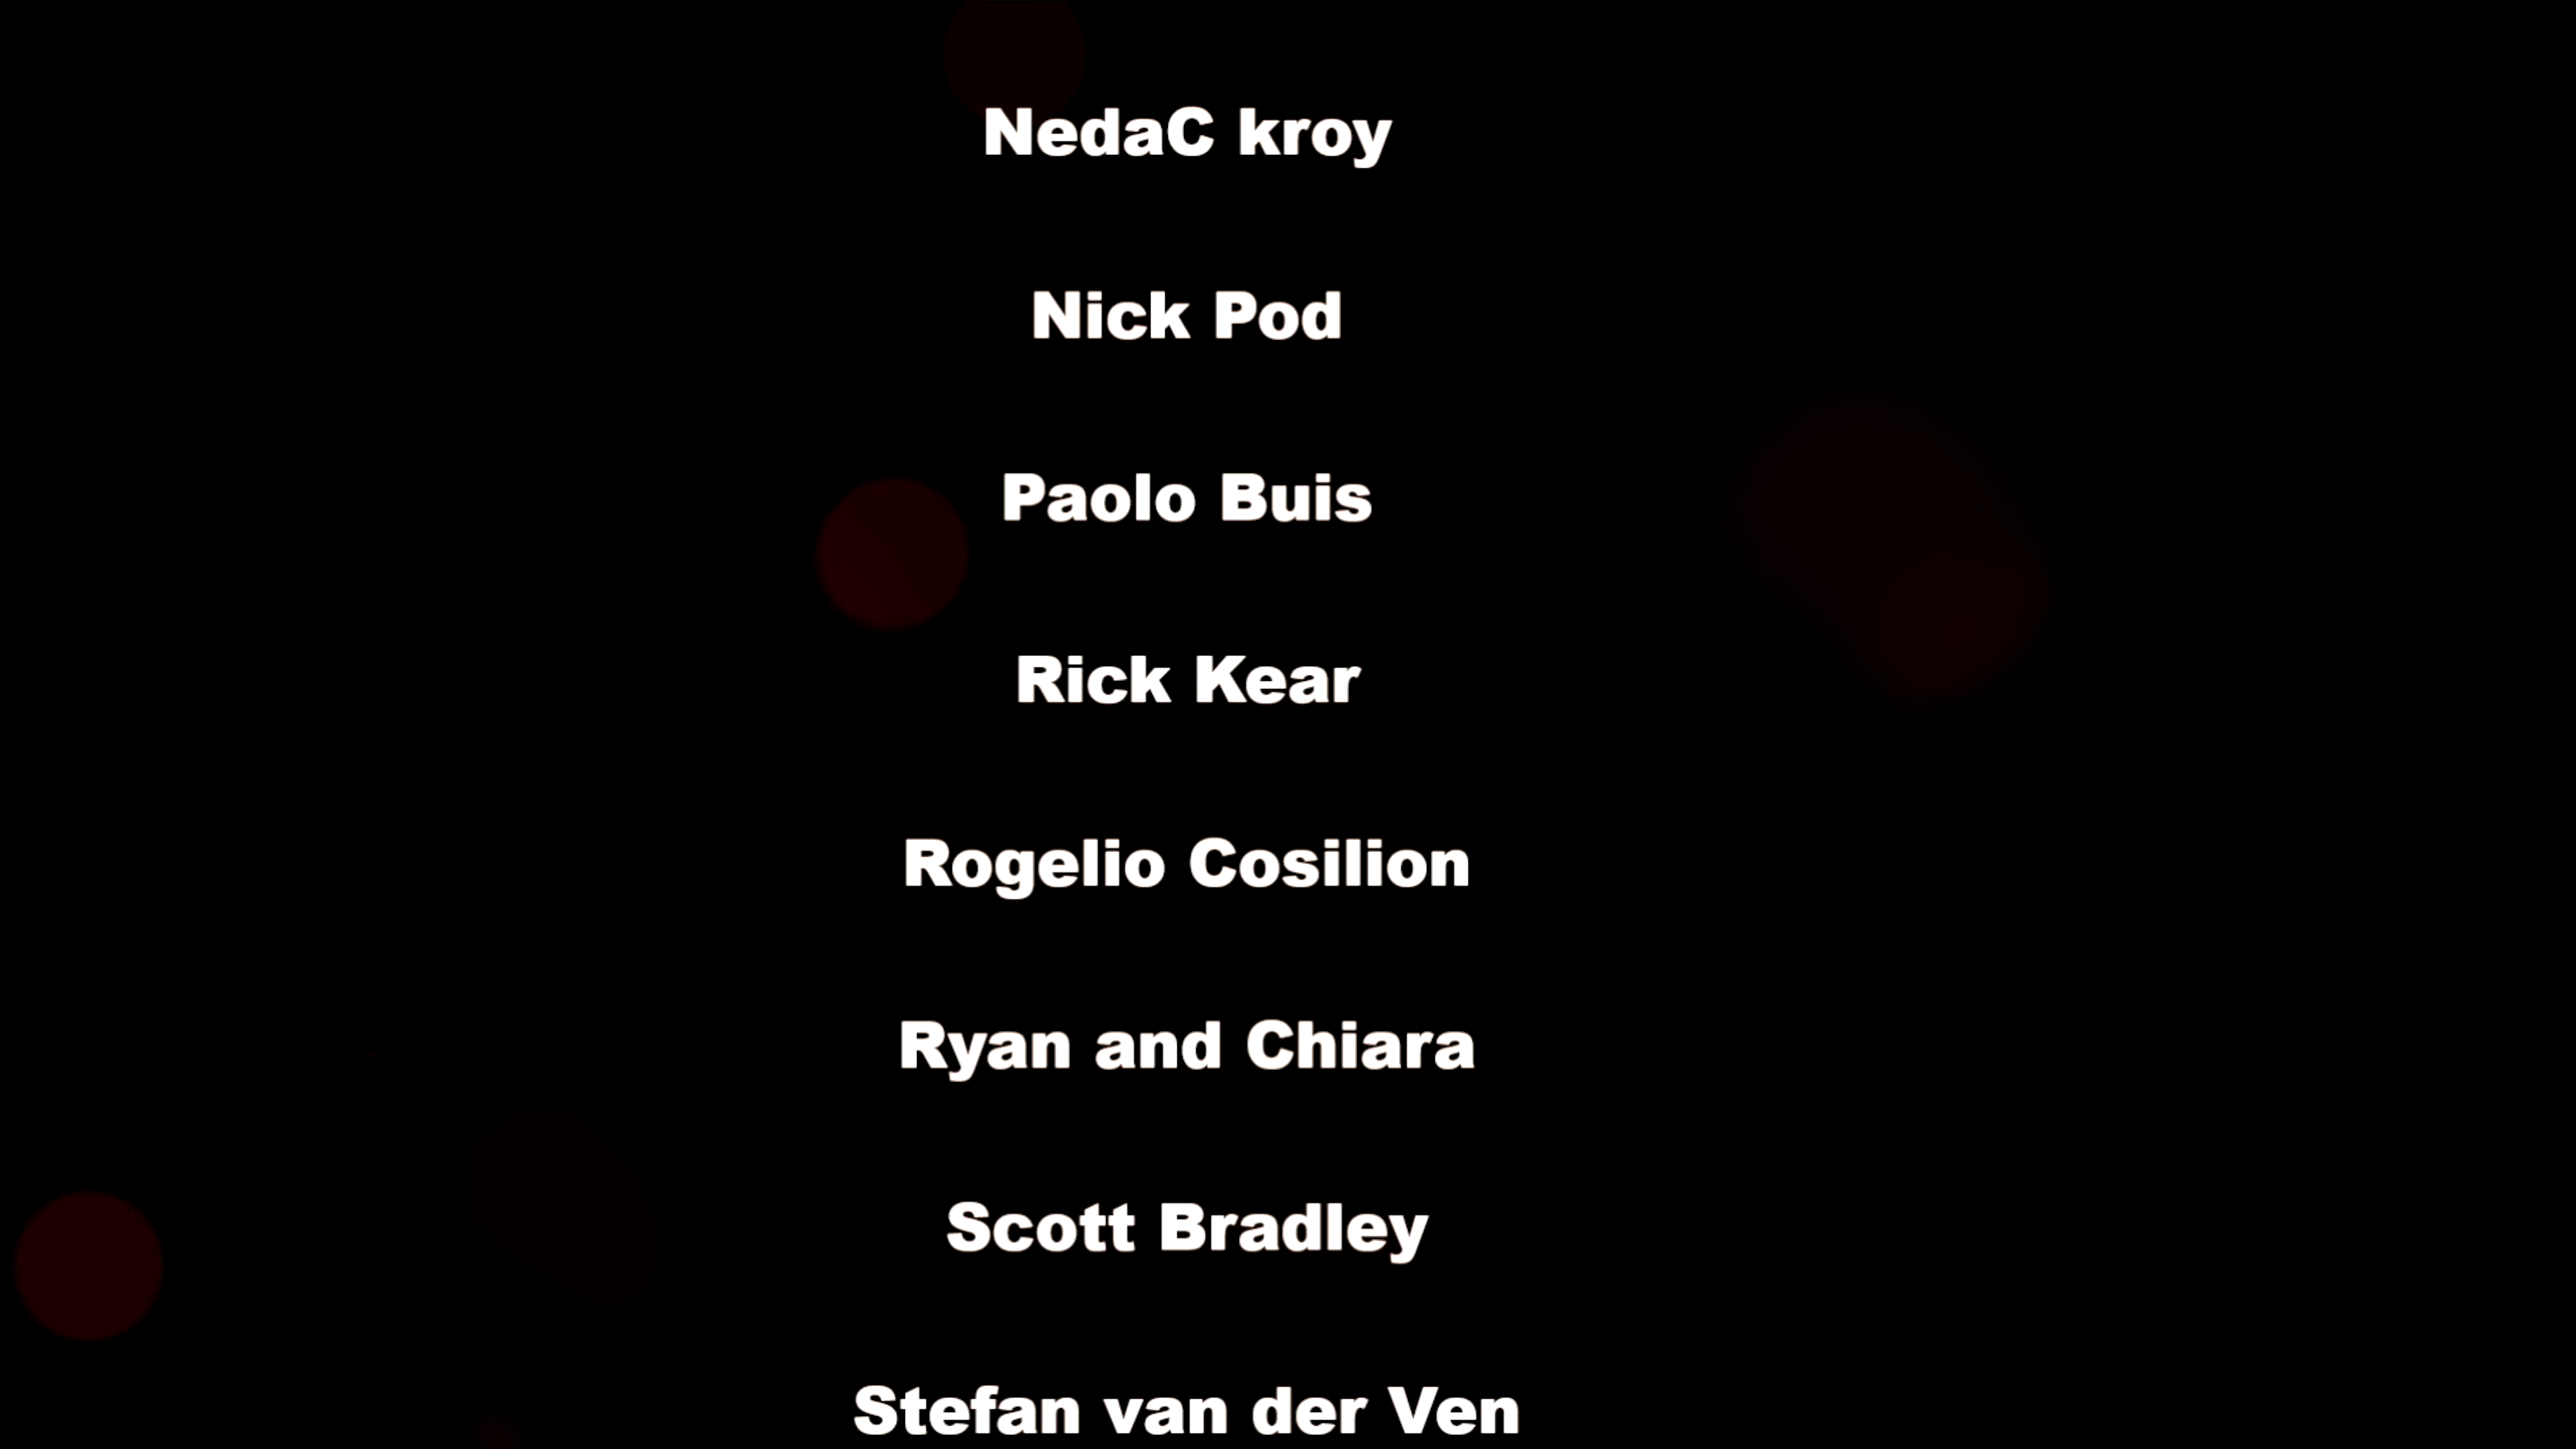 NedaC kroy
Nick Pod
Paolo Buis
Rick Kear
Rogelio Cosilion
Ryan and Chiara
Scott Bradley
Stefan van der Ven